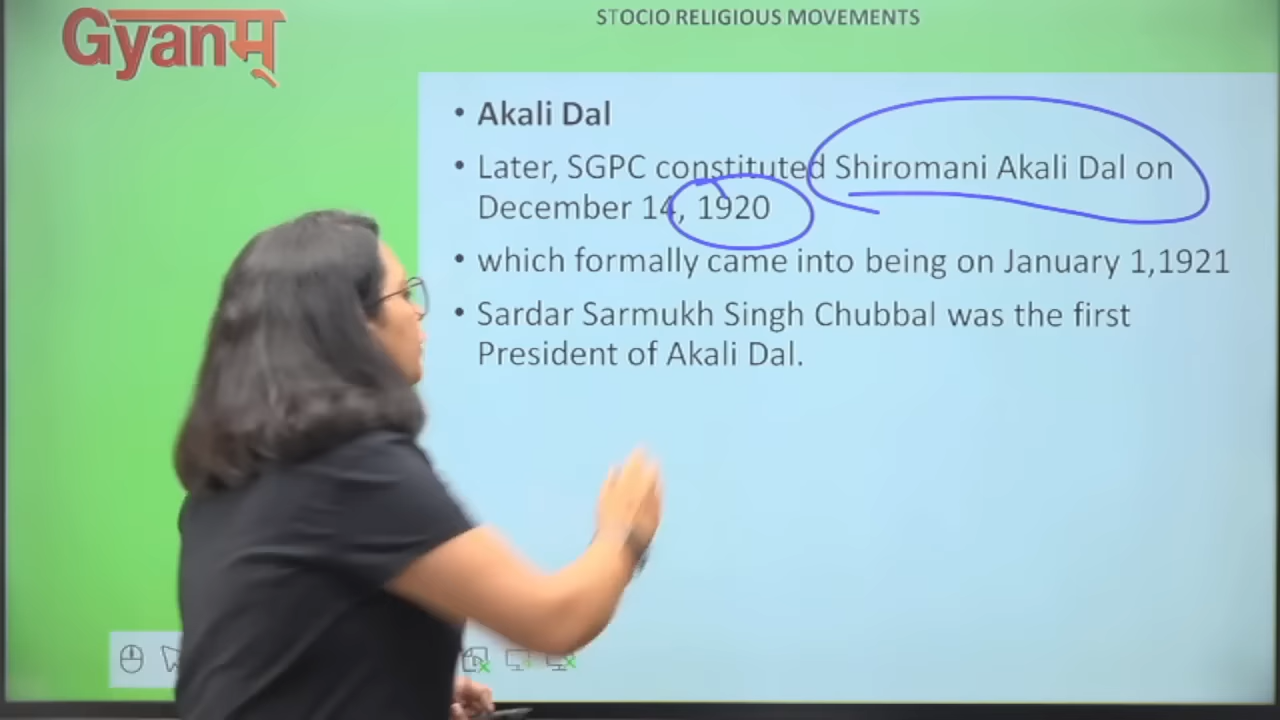 Gyanम्
STOCIO RELIGIOUS MOVEMENTS
• Akali Dal
• Later, SGPC constituted Shiromani Akali Dal on
December 14, 1920
• which formally came into being on January 1,1921
• Sardar Sarmukh Singh Chubbal was the first
President of Akali Dal.